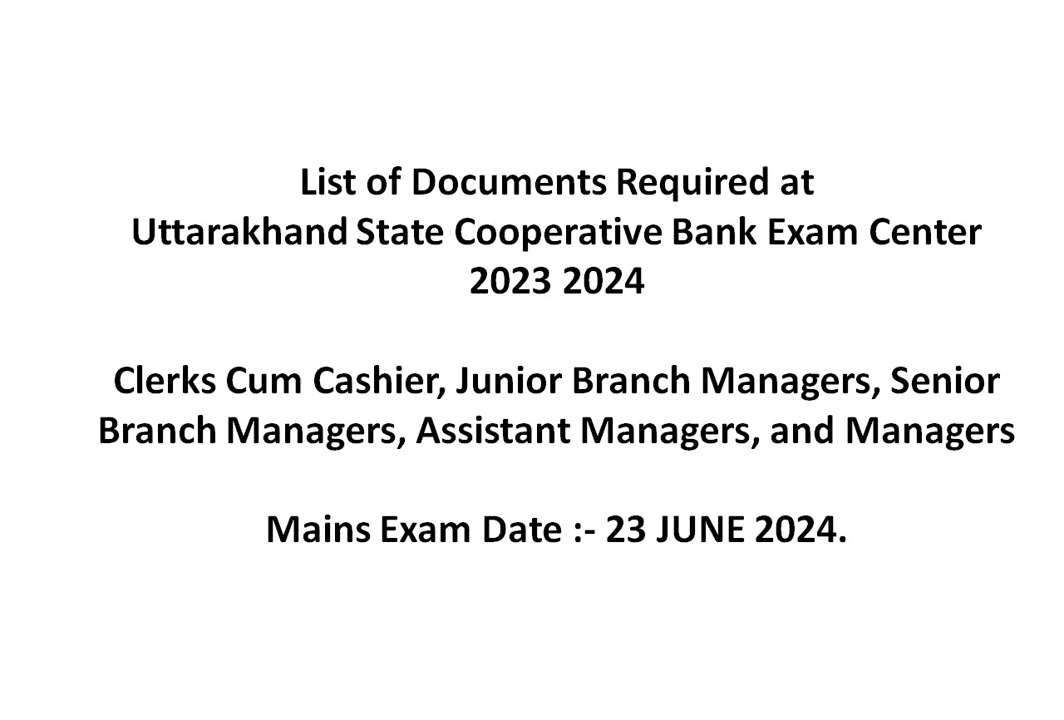 List of Documents Required at
Uttarakhand State Cooperative Bank Exam Center
2023 2024
Clerks Cum Cashier, Junior Branch Managers, Senior
Branch Managers, Assistant Managers, and Managers
Mains Exam Date :- 23 JUNE 2024.